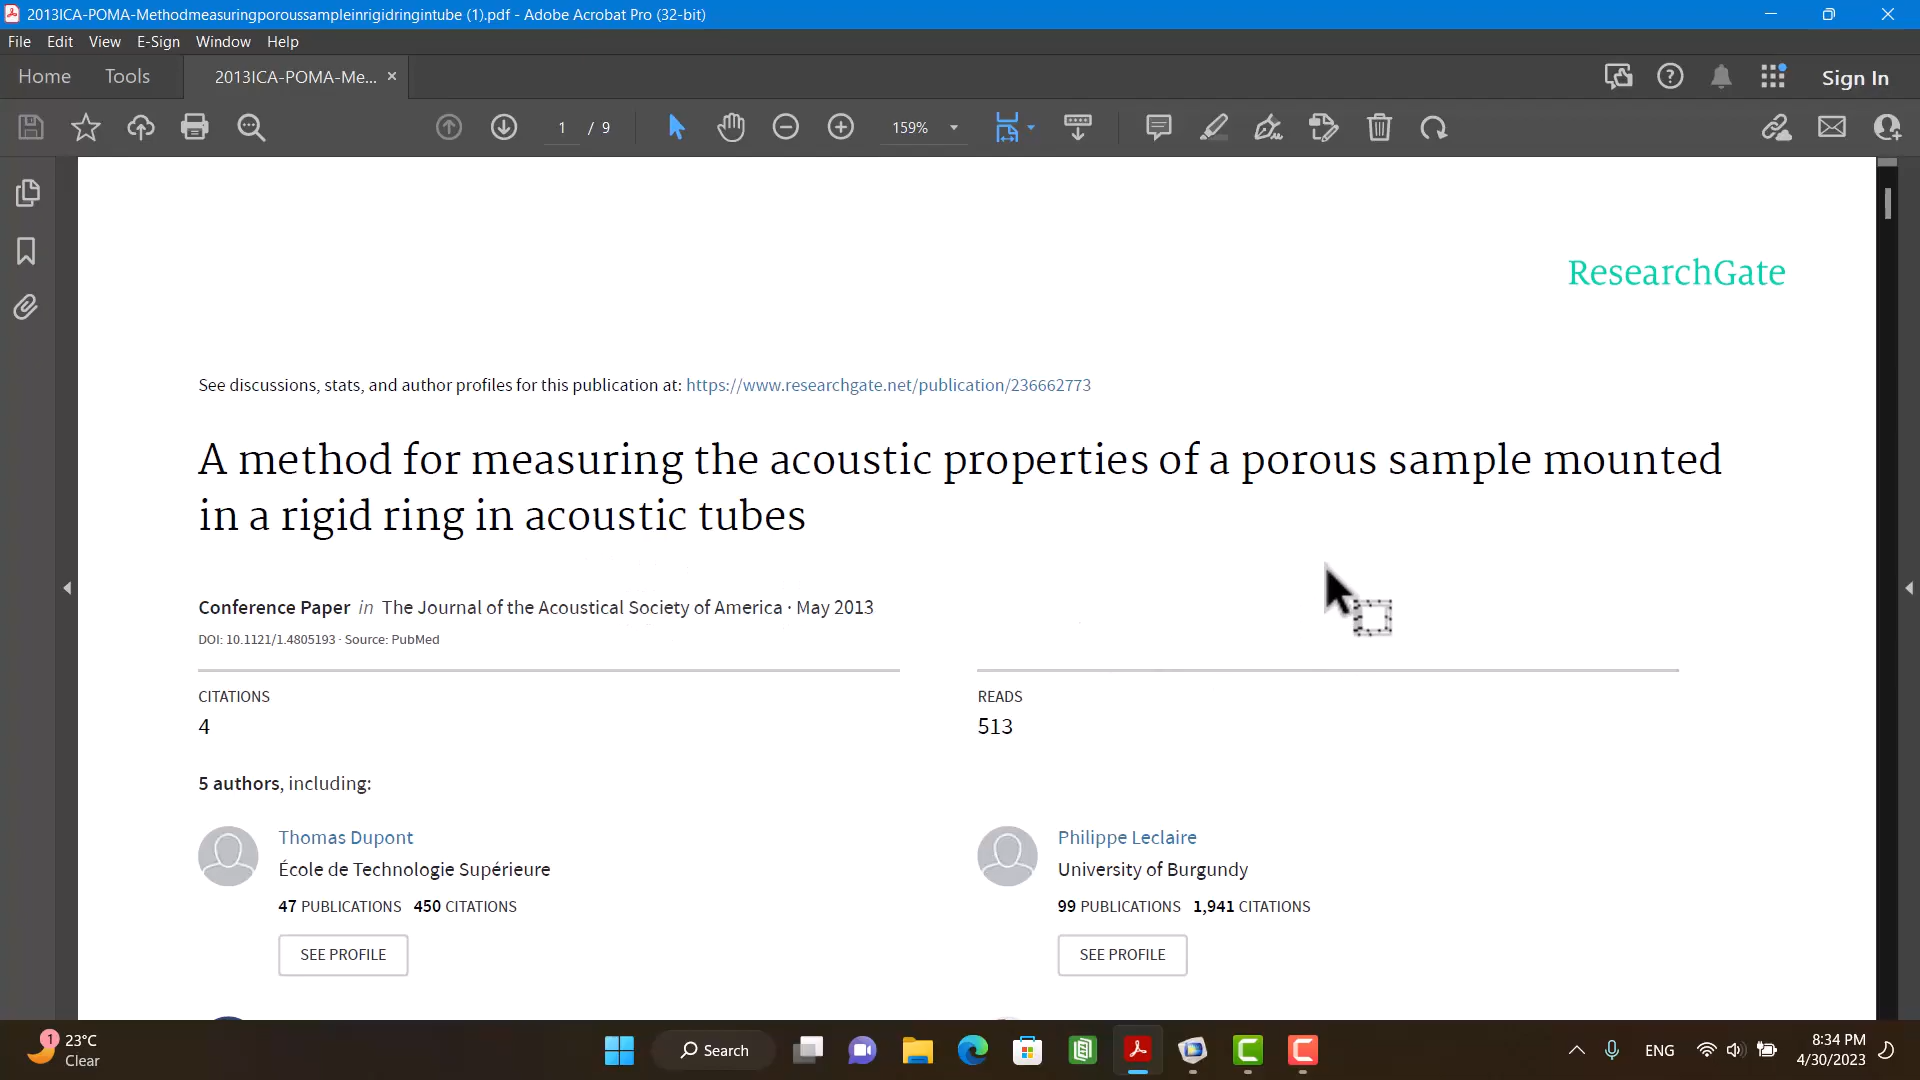 2013ICA-POMA-Methodmeasuringporoussampleinrigidringintube (1).pdf - Adobe Acrobat Pro (32-bit)
File Edit View E-Sign Window Help
Home Tools 2013ICA-POMA-Me... Sign In
1 / 9 159%
ResearchGate
See discussions, stats, and author profiles for this publication at: https://www.researchgate.net/publication/236662773
A method for measuring the acoustic properties of a porous sample mounted
in a rigid ring in acoustic tubes
Conference Paper in The Journal of the Acoustical Society of America · May 2013
DOI: 10.1121/1.4805193 · Source: PubMed
CITATIONS
4
READS
513
5 authors, including:
Thomas Dupont
École de Technologie Supérieure
47 PUBLICATIONS 450 CITATIONS
SEE PROFILE
Philippe Leclaire
University of Burgundy
99 PUBLICATIONS 1,941 CITATIONS
SEE PROFILE
1
23°C
Clear
Search
ENG
8:34 PM
4/30/2023